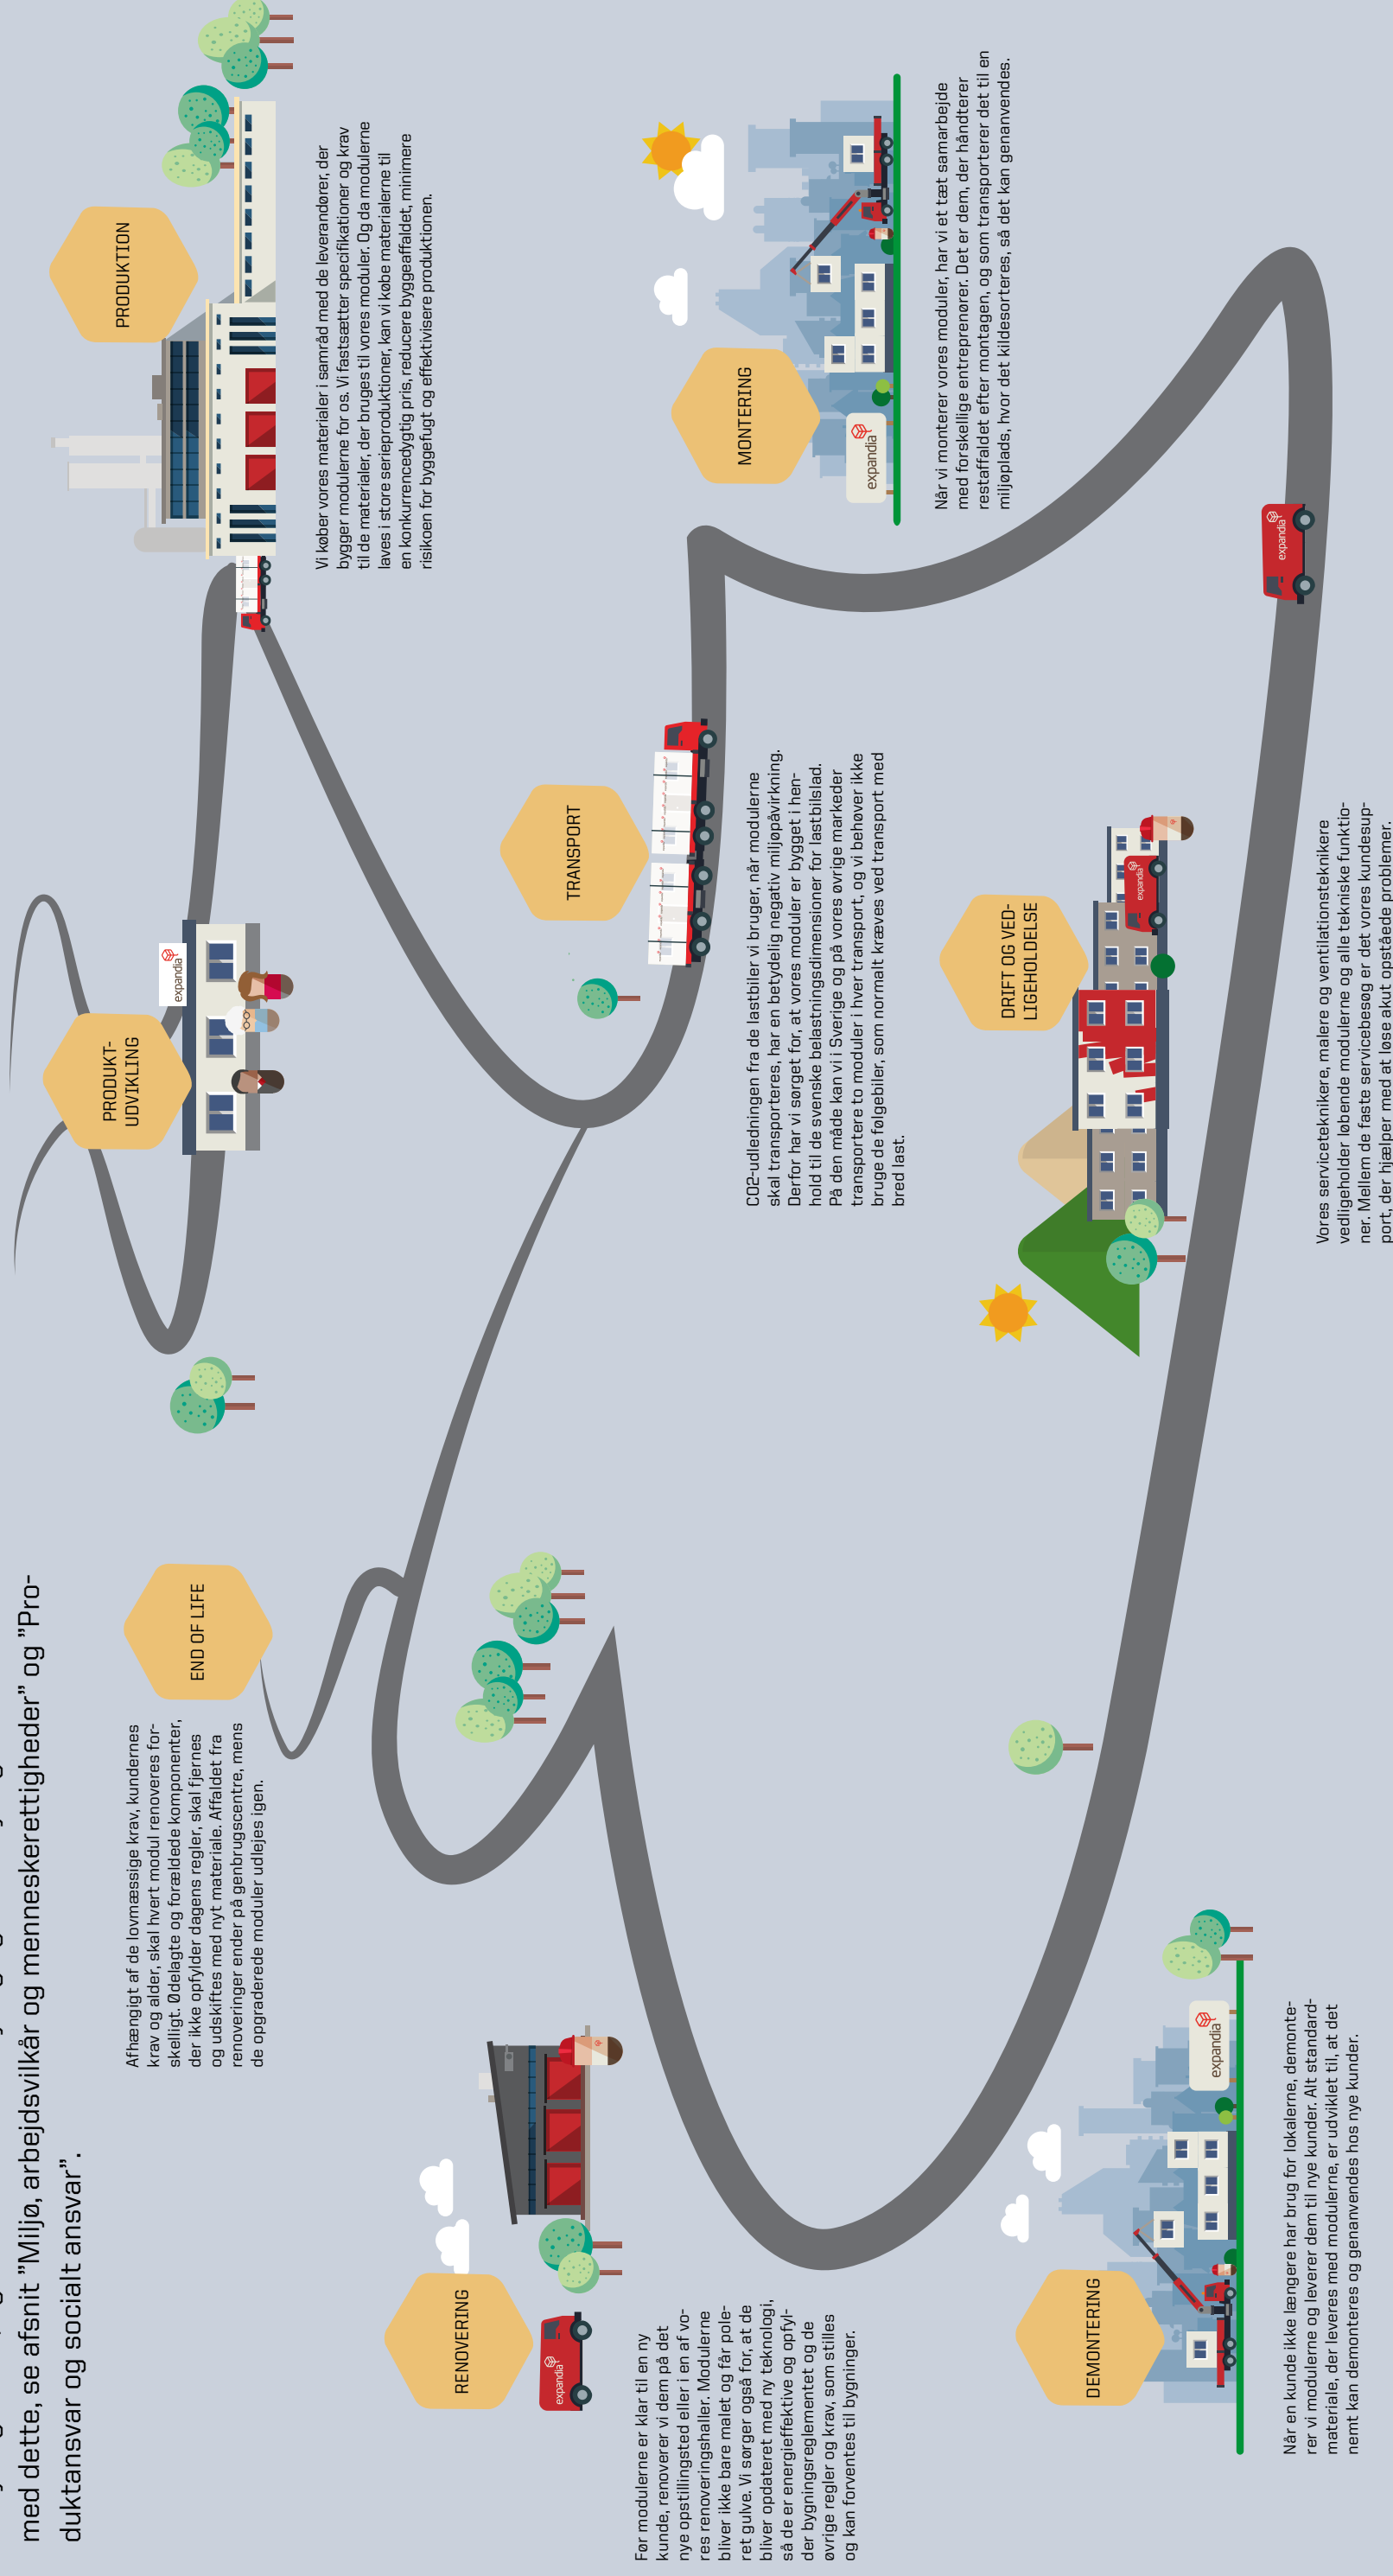 med dette, se afsnit ”Miljø, arbejdsvilkår og menneskerettigheder” og ”Pro-
duktansvar og socialt ansvar”.
END OF LIFE
Afhængigt af de lovmæssige krav, kundernes
krav og alder, skal hvert modul renoveres for-
skelligt. Ødelagte og forældede komponenter,
der ikke opfylder dagens regler, skal fjernes
og udskiftes med nyt materiale. Affaldet fra
renoveringer ender på genbrugscentre, mens
de opgraderede moduler udlejes igen.
PRODUKT-
UDVIKLING
expandia
PRODUKTION
Vi køber vores materialer i samråd med de leverandører, der
bygger modulerne for os. Vi fastsætter specifikationer og krav
til de materialer, der bruges til vores moduler. Og da modulerne
laves i store serieproduktioner, kan vi købe materialerne til
en konkurrencedygtig pris, reducere byggeaffaldet, minimere
risikoen for byggefugt og effektivisere produktionen.
RENOVERING
expandia
Før modulerne er klar til en ny
kunde, renoverer vi dem på det
nye opstillingsted eller i en af vo-
res renoveringshaller. Modulerne
bliver ikke bare malet og får pole-
ret gulve. Vi sørger også for, at de
bliver opdateret med ny teknologi,
så de er energieffektive og opfyl-
der bygningsreglementet og de
øvrige regler og krav, som stilles
og kan forventes til bygninger.
TRANSPORT
CO2-udledningen fra de lastbiler vi bruger, når modulerne
skal transporteres, har en betydelig negativ miljøpåvirkning.
Derfor har vi sørget for, at vores moduler er bygget i hen-
hold til de svenske belastningsdimensioner for lastbilslad.
På den måde kan vi i Sverige og på vores øvrige markeder
transportere to moduler i hver transport, og vi behøver ikke
bruge de følgebiler, som normalt kræves ved transport med
bred last.
MONTERING
expandia
Når vi monterer vores moduler, har vi et tæt samarbejde
med forskellige entreprenører. Det er dem, der håndterer
restaffaldet efter montagen, og som transporterer det til en
miljøplads, hvor det kildesorteres, så det kan genanvendes.
DEMONTERING
expandia
Når en kunde ikke længere har brug for lokalerne, demonte-
rer vi modulerne og leverer dem til nye kunder. Alt standard-
materiale, der leveres med modulerne, er udviklet til, at det
nemt kan demonteres og genanvendes hos nye kunder.
DRIFT OG VED-
LIGEHOLDELSE
expandia
expandia
Vores serviceteknikere, malere og ventilationsteknikere
vedligeholder løbende modulerne og alle tekniske funktio-
ner. Mellem de faste servicebesøg er det vores kundesup-
port, der hjælper med at løse akut opståede problemer.